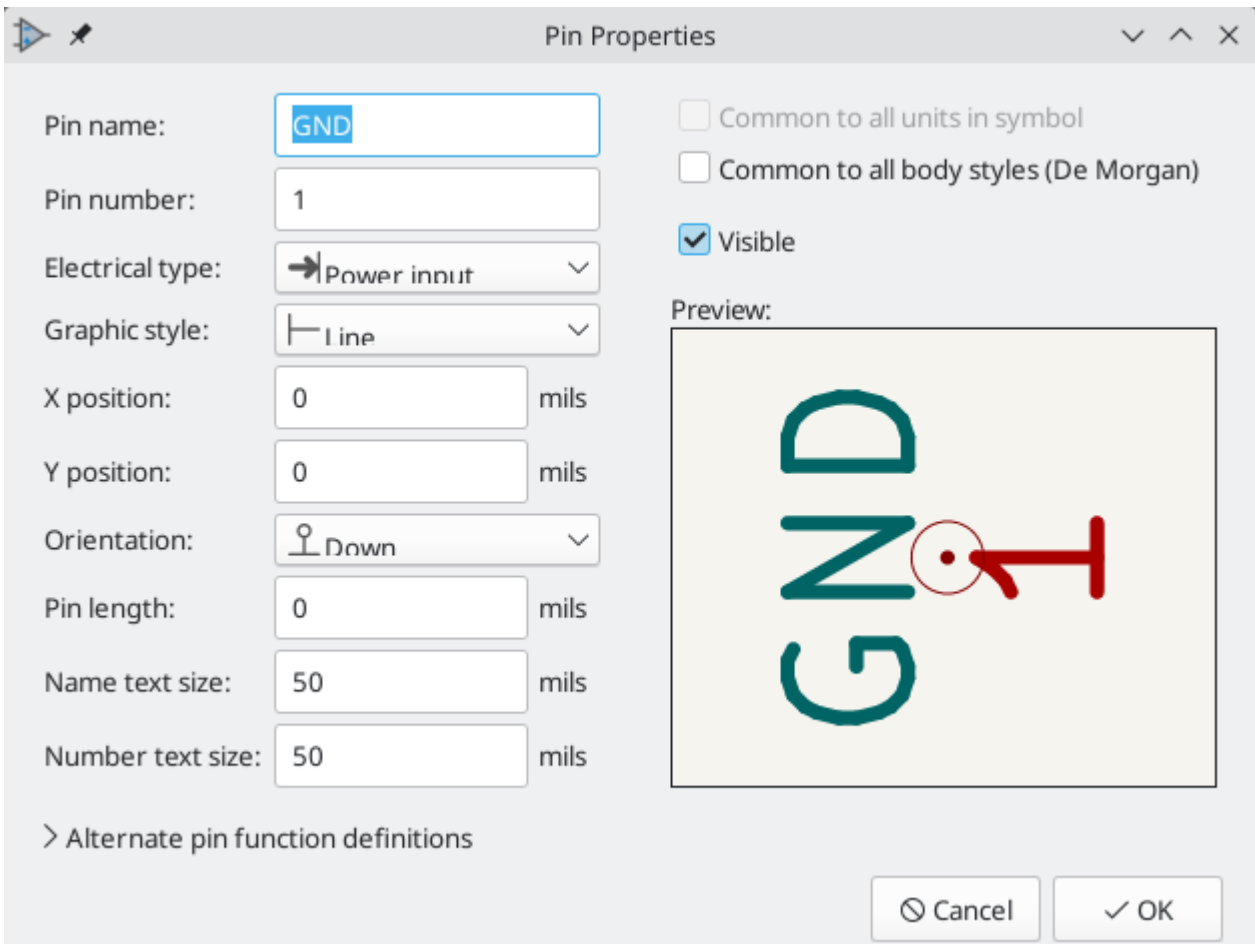 Pin Properties
Pin name:
GND
Common to all units in symbol
Common to all body styles (De Morgan)
Pin number:
1
Visible
Electrical type:
Power input
Graphic style:
Line
Preview:
X position:
0
mils
Y position:
0
mils
Orientation:
Down
Pin length:
0
mils
Name text size:
50
mils
Number text size:
50
mils
GND
1
Alternate pin function definitions
Cancel
OK